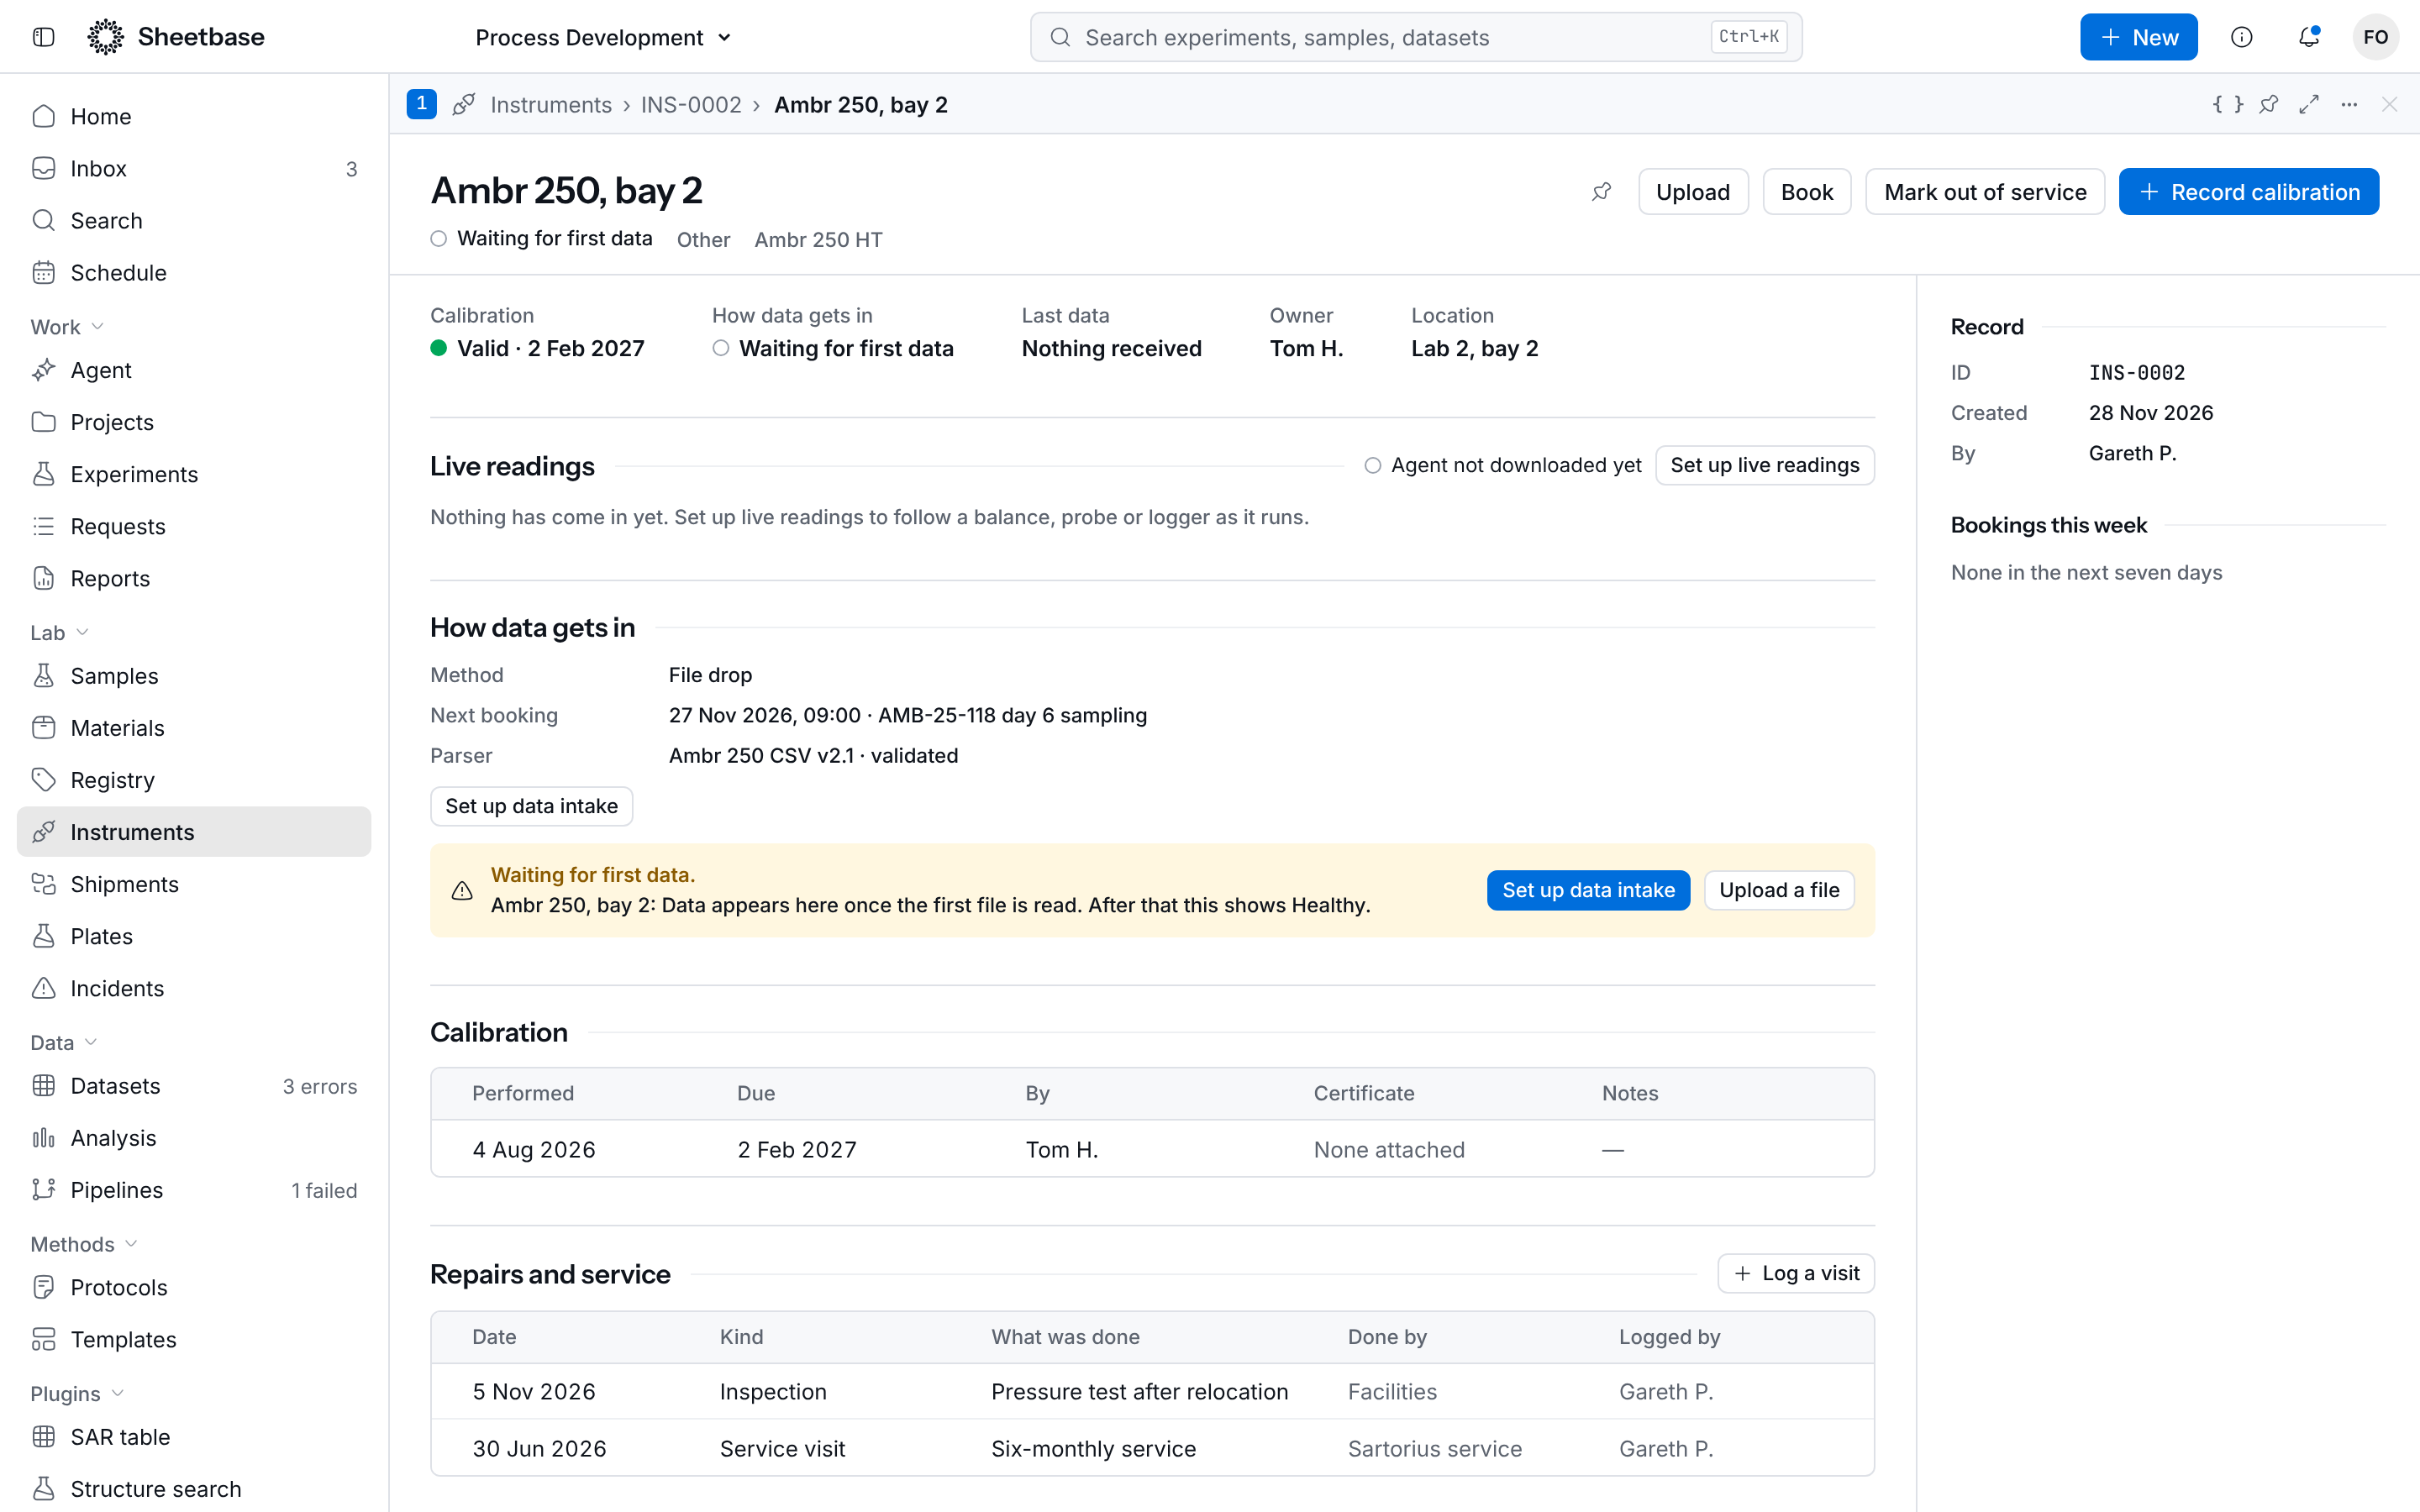 Sheetbase
Process Development
Search experiments, samples, datasets
Ctrl+K
New
FO
Home
Inbox 3
Search
Schedule
Work
Agent
Projects
Experiments
Requests
Reports
Lab
Samples
Materials
Registry
Instruments
Shipments
Plates
Incidents
Data
Datasets 3 errors
Analysis
Pipelines 1 failed
Methods
Protocols
Templates
Plugins
SAR table
Structure search
1 Instruments › INS-0002 › Ambr 250, bay 2
{ }
Ambr 250, bay 2
Upload
Book
Mark out of service
Record calibration
Waiting for first data Other Ambr 250 HT
Calibration How data gets in Last data Owner Location
Valid · 2 Feb 2027 Waiting for first data Nothing received Tom H. Lab 2, bay 2
Live readings
Agent not downloaded yet
Set up live readings
Nothing has come in yet. Set up live readings to follow a balance, probe or logger as it runs.
How data gets in
Method File drop
Next booking 27 Nov 2026, 09:00 · AMB-25-118 day 6 sampling
Parser Ambr 250 CSV v2.1 · validated
Set up data intake
Waiting for first data.
Ambr 250, bay 2: Data appears here once the first file is read. After that this shows Healthy.
Set up data intake
Upload a file
Calibration
Performed Due By Certificate Notes
4 Aug 2026 2 Feb 2027 Tom H. None attached —
Repairs and service
Log a visit
Date Kind What was done Done by Logged by
5 Nov 2026 Inspection Pressure test after relocation Facilities Gareth P.
30 Jun 2026 Service visit Six-monthly service Sartorius service Gareth P.
Record
ID INS-0002
Created 28 Nov 2026
By Gareth P.
Bookings this week
None in the next seven days